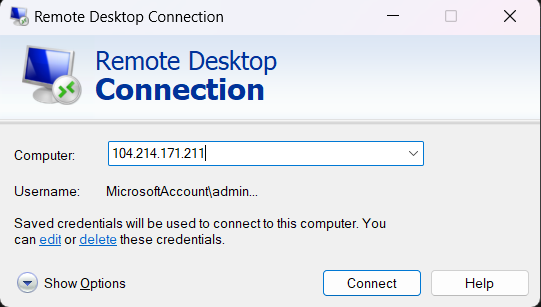 Remote Desktop Connection
Remote Desktop
Connection
Computer: 104.214.171.211
Username: MicrosoftAccount\admin...
Saved credentials will be used to connect to this computer. You
can edit or delete these credentials.
Show Options Connect Help